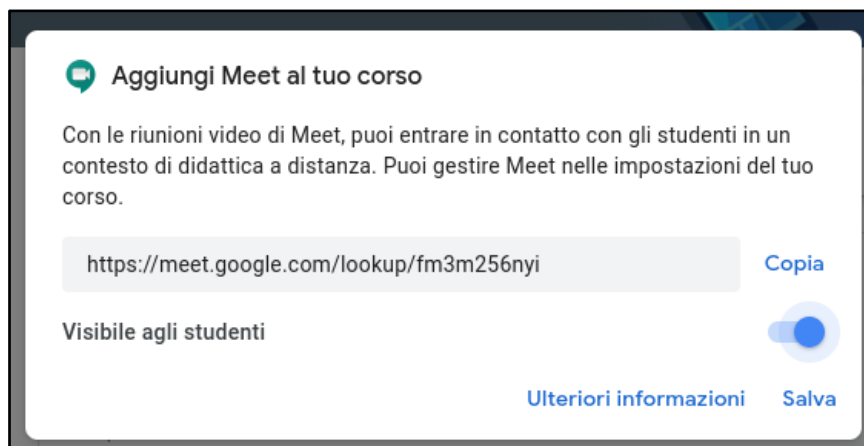 Aggiungi Meet al tuo corso
Con le riunioni video di Meet, puoi entrare in contatto con gli studenti in un
contesto di didattica a distanza. Puoi gestire Meet nelle impostazioni del tuo
corso.
https://meet.google.com/lookup/fm3m256nyi
Copia
Visibile agli studenti
Ulteriori informazioni
Salva